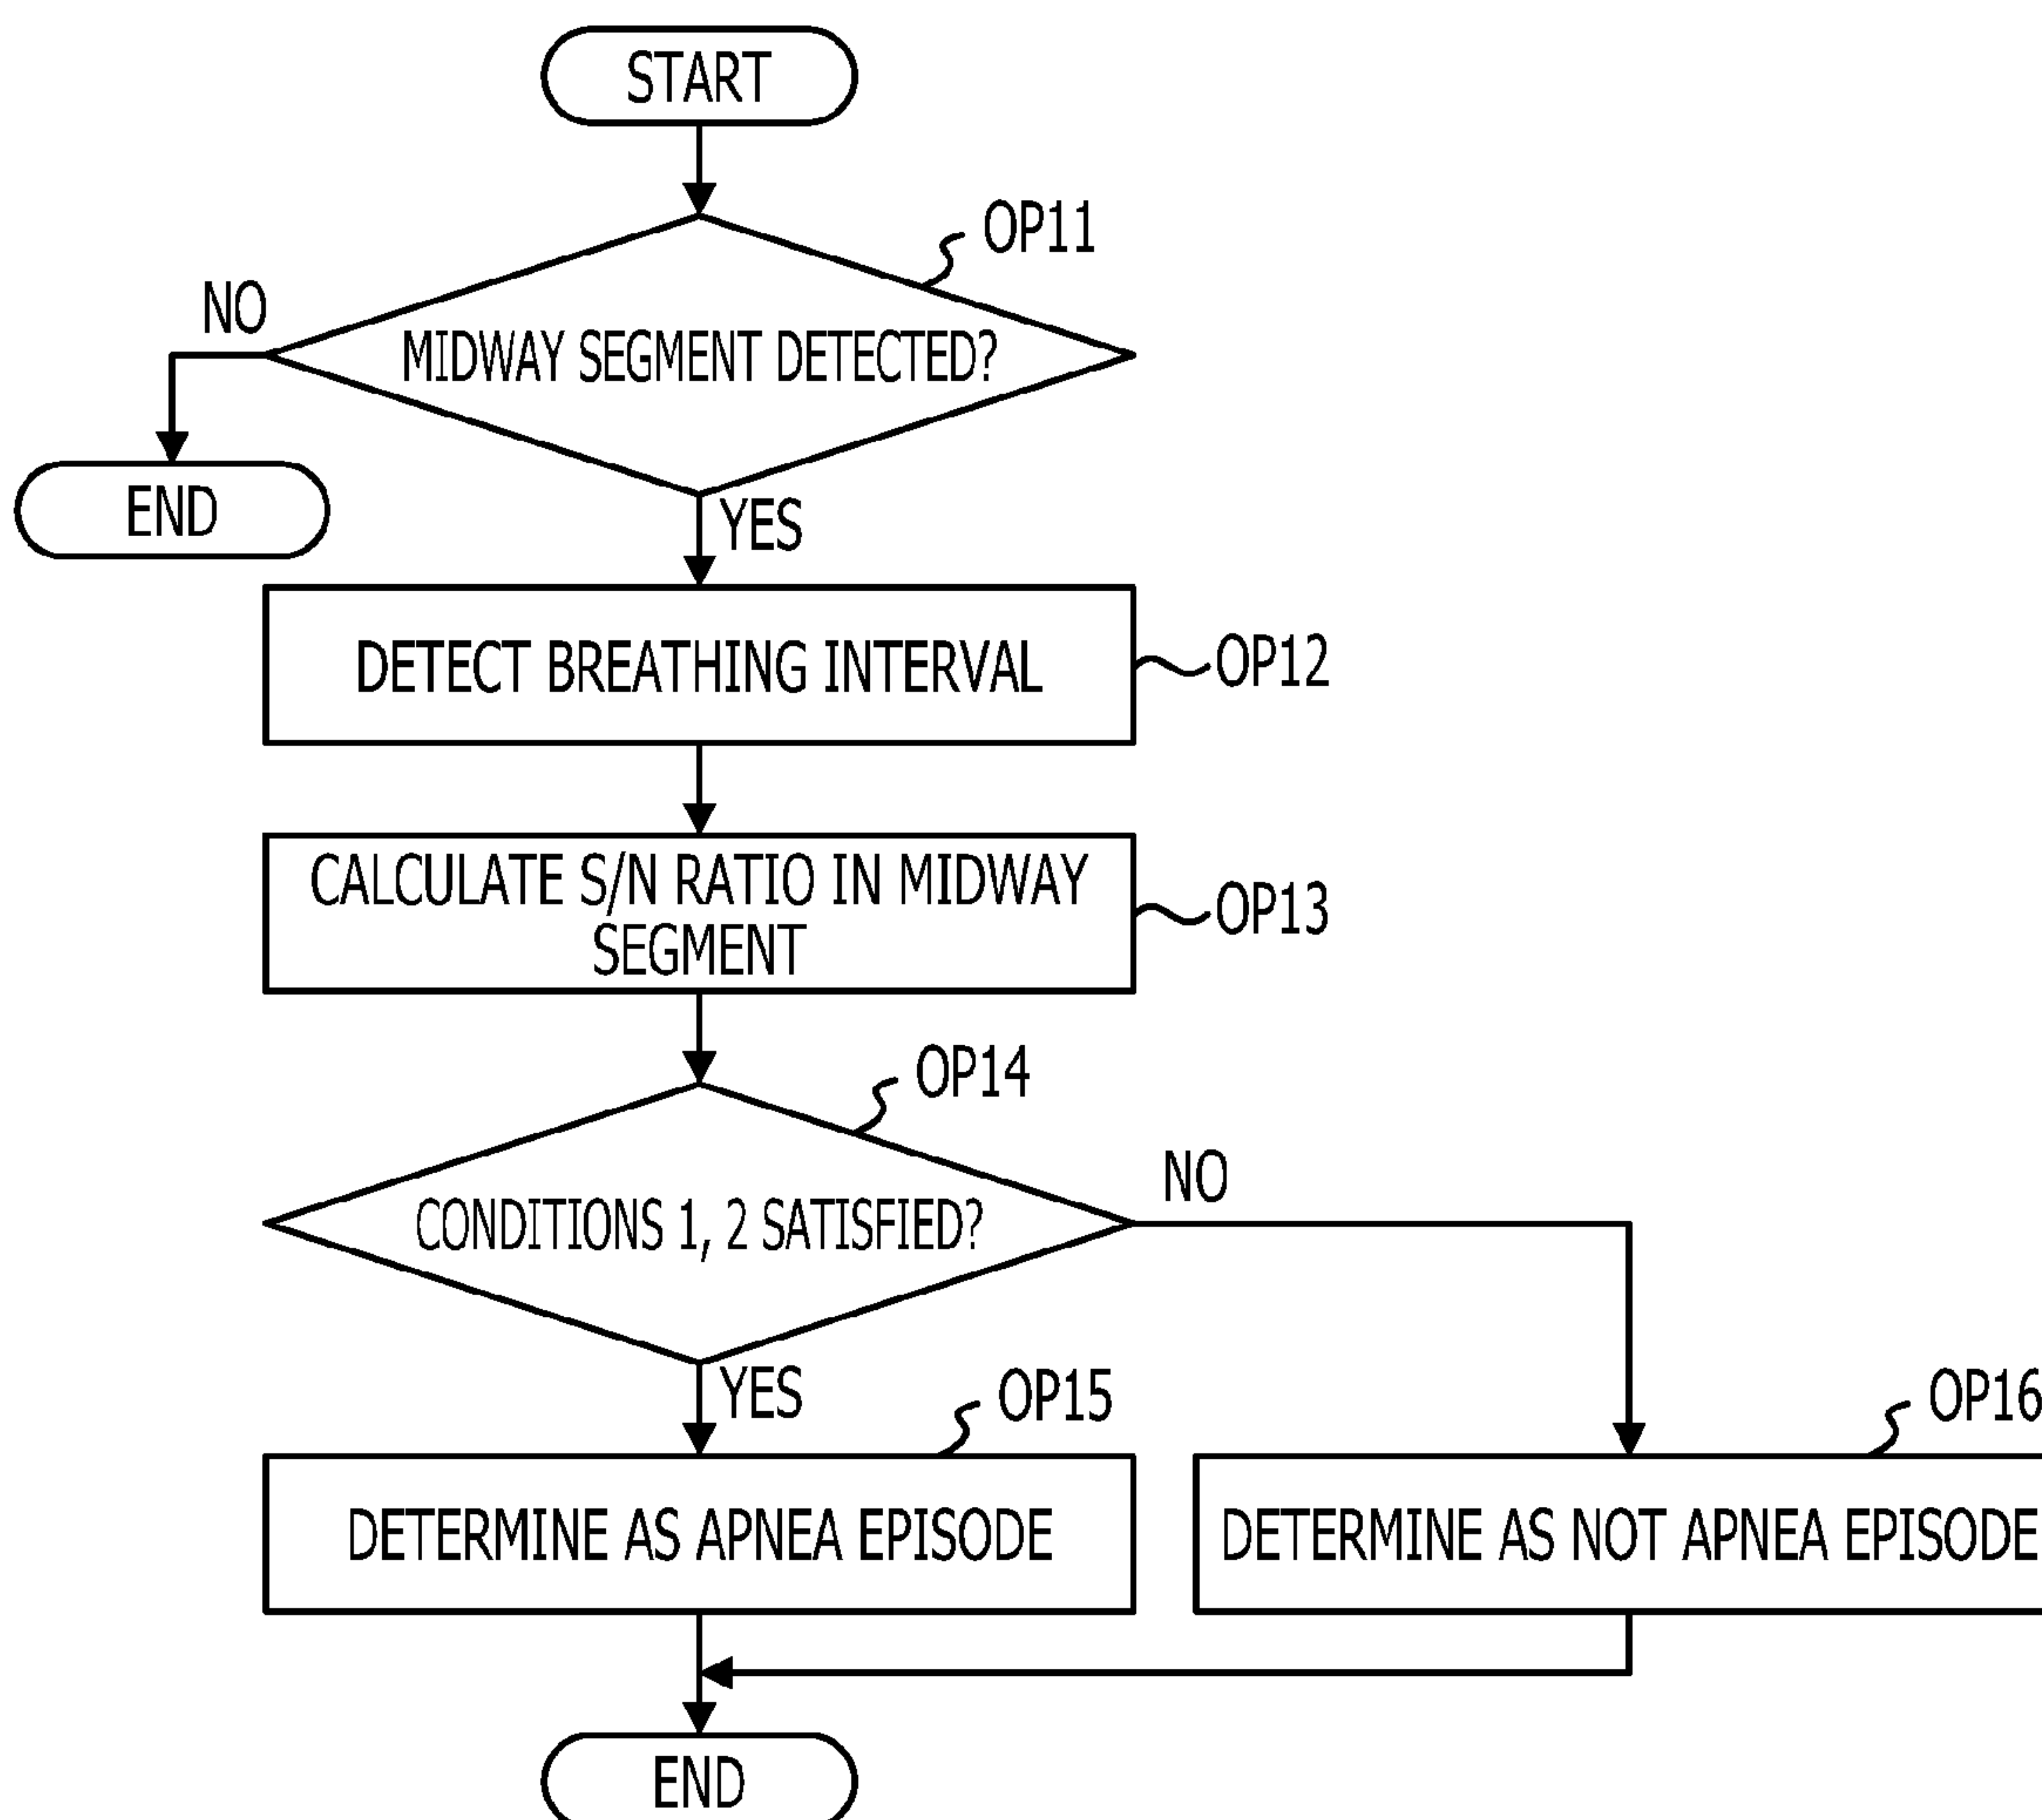 START
OP11
NO
MIDWAY SEGMENT DETECTED?
END
YES
DETECT BREATHING INTERVAL
OP12
CALCULATE S/N RATIO IN MIDWAY
SEGMENT
OP13
OP14
NO
CONDITIONS 1, 2 SATISFIED?
YES
OP15
OP16
DETERMINE AS APNEA EPISODE
DETERMINE AS NOT APNEA EPISODE
END